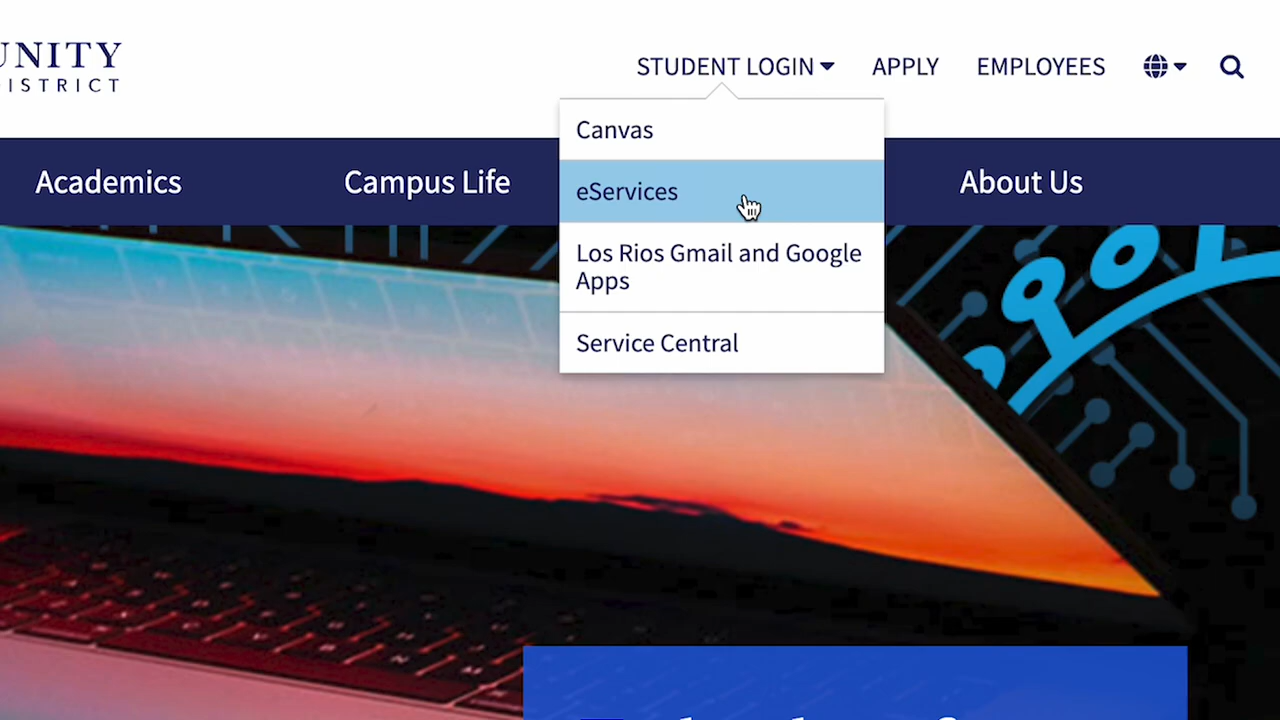 UNITY
DISTRICT
STUDENT LOGIN
APPLY
EMPLOYEES
Canvas
eServices
Los Rios Gmail and Google
Apps
Service Central
Academics
Campus Life
About Us